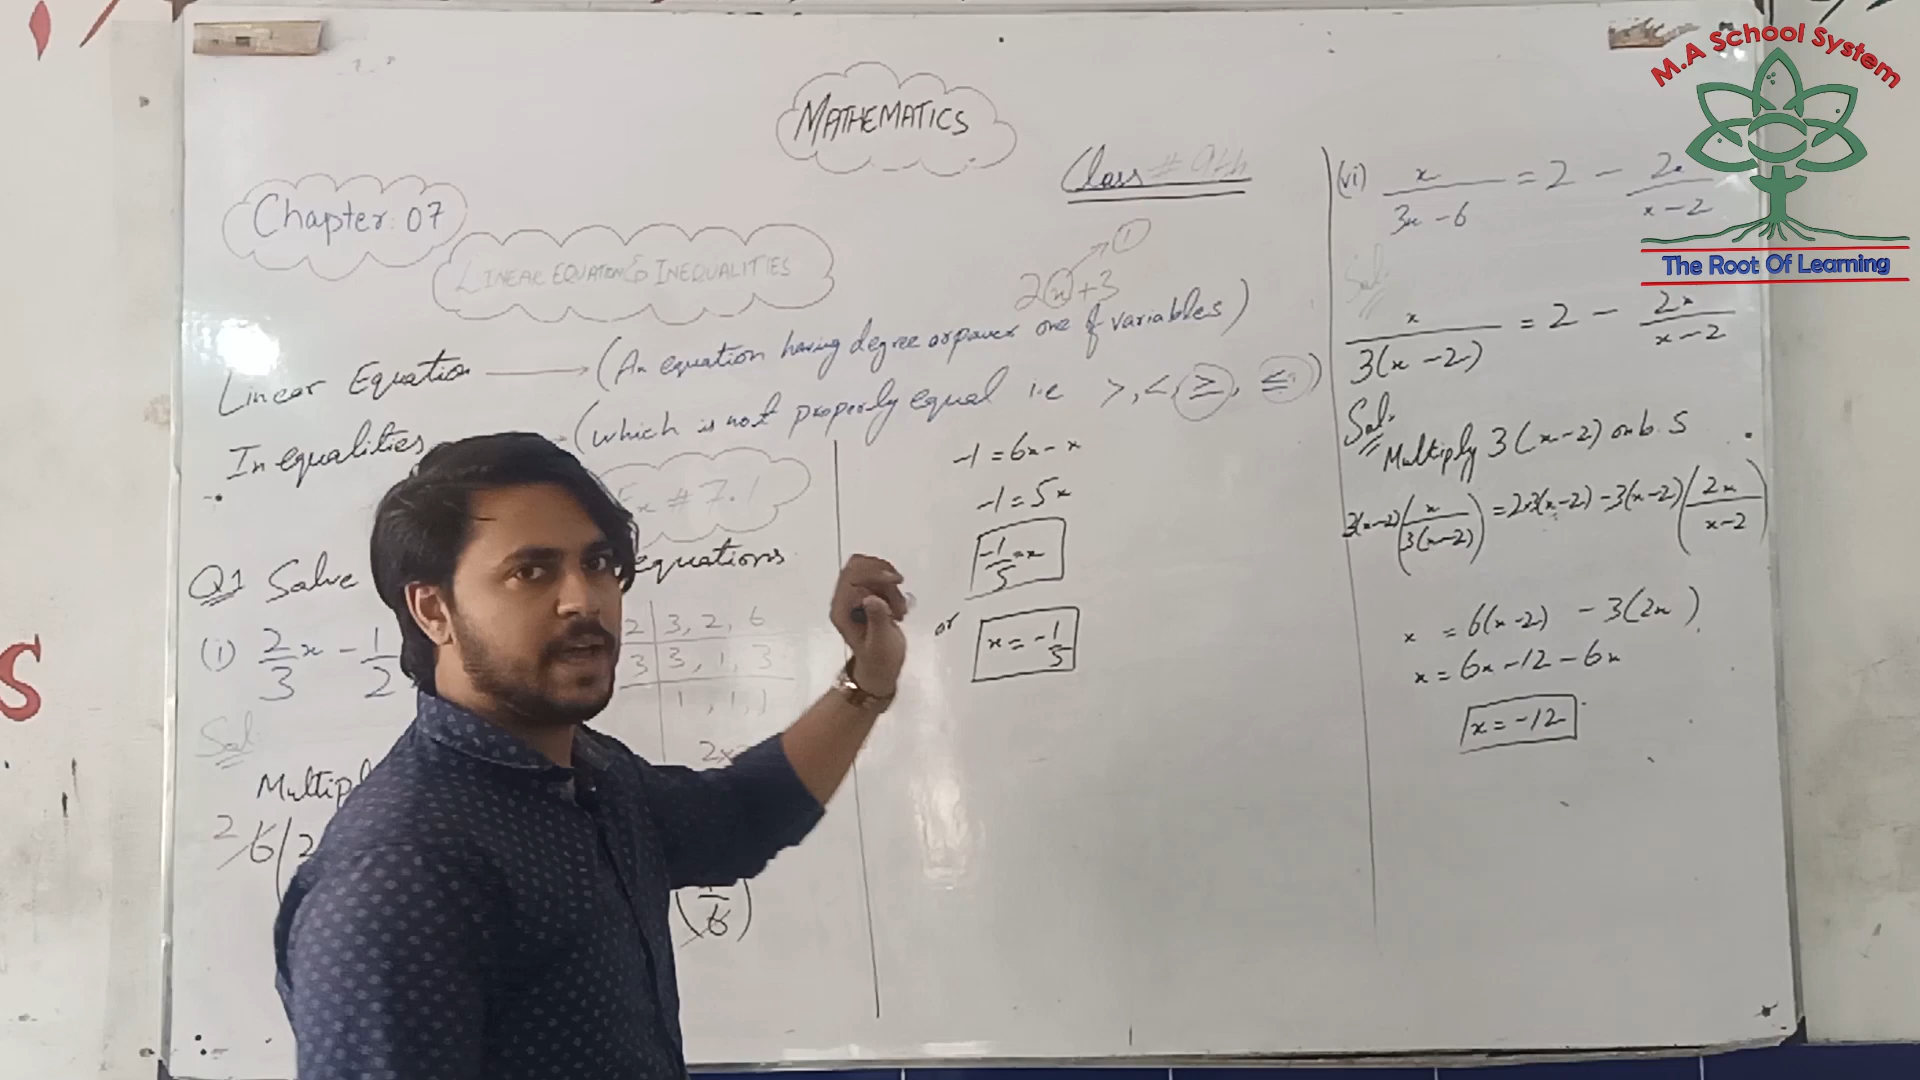 MATHEMATICS
Class # 9th
Chapter: 07
LINEAR EQUATION & INEQUALITIES
2x+3
1
Linear Equation → (An equation having degree or power one of variables)
Inequalities → (which is not properly equal i.e >, <, ≥, ≤)
Ex # 7.1
Q1 Solve equations
(i) 2/3 x - 1/2
2 | 3, 2, 6
3 | 3, 1, 3
1, 1, 1
Sol:
Multipl
2
6(2
6
-1 = 6x - x
-1 = 5x
-1/5 = x
or
x = -1/5
(vi) x/(3x-6) = 2 - 2x/(x-2)
Sol:
x/(3(x-2)) = 2 - 2x/(x-2)
Sol:
Multiply 3(x-2) on b.S
3(x-2)(x/(3(x-2))) = 2×3(x-2) - 3(x-2)(2x/(x-2))
x = 6(x-2) - 3(2x)
x = 6x - 12 - 6x
x = -12
M.A School System
The Root Of Learning
S